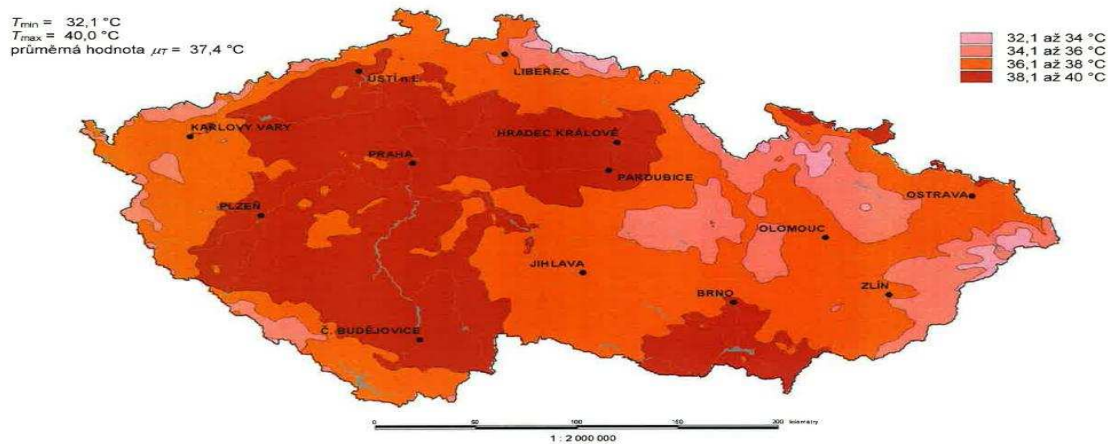 Tmin = 32,1 °C
Tmax = 40,0 °C
průměrná hodnota μT = 37,4 °C
32,1 až 34 °C
34,1 až 36 °C
36,1 až 38 °C
38,1 až 40 °C
LIBEREC
ÚSTÍ n.L.
KARLOVY VARY
HRADEC KRÁLOVÉ
PRAHA
PARDUBICE
OSTRAVA
PLZEŇ
OLOMOUC
JIHLAVA
BRNO
ZLÍN
Č. BUDĚJOVICE
0 50 100 150 200 kilometry
1 : 2 000 000